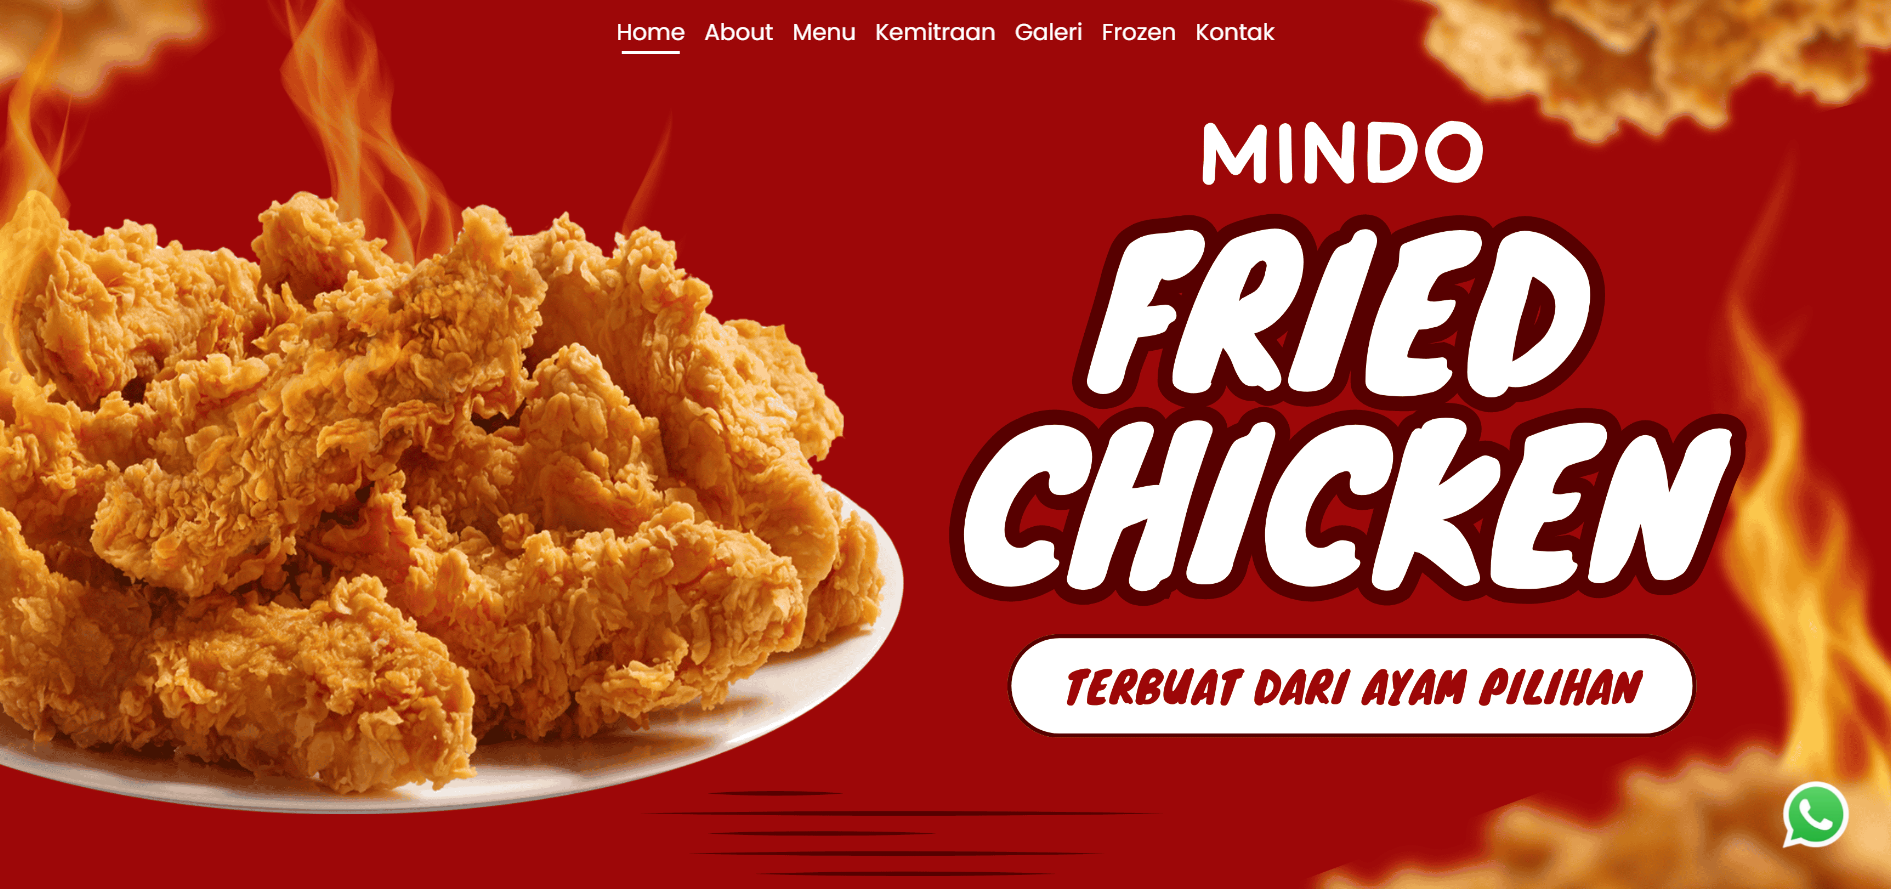 Home About Menu Kemitraan Galeri Frozen Kontak
MINDO
FRIED
CHICKEN
TERBUAT DARI AYAM PILIHAN